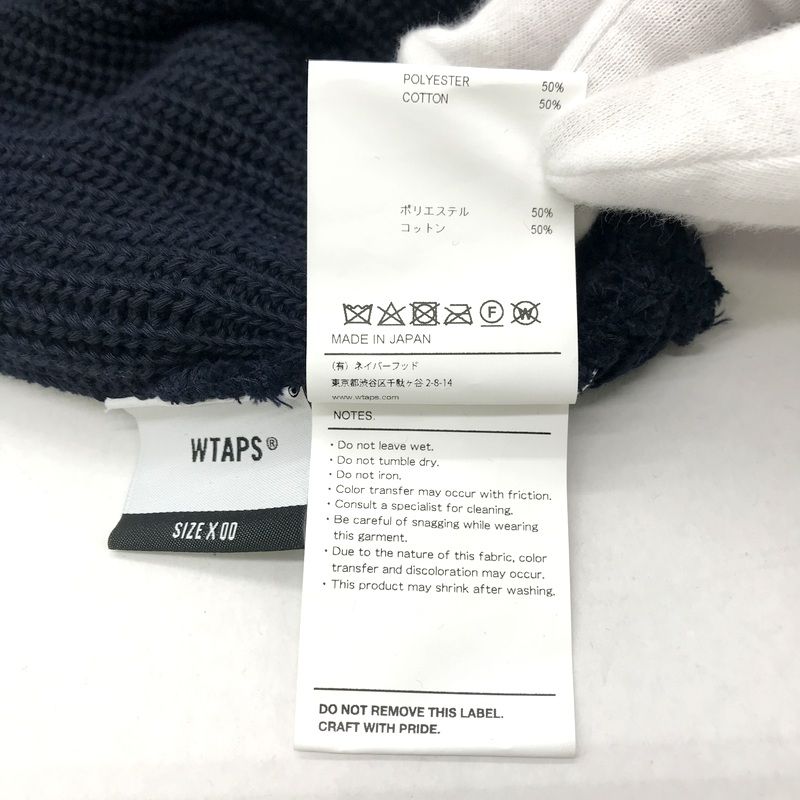 POLYESTER 50%
COTTON 50%
ポリエステル 50%
コットン 50%
F W
MADE IN JAPAN
(有) ネイバーフッド
東京都渋谷区千駄ヶ谷 2-8-14
www.wtaps.com
NOTES.
・Do not leave wet.
・Do not tumble dry.
・Do not iron.
・Color transfer may occur with friction.
・Consult a specialist for cleaning.
・Be careful of snagging while wearing
this garment.
・Due to the nature of this fabric, color
transfer and discoloration may occur.
・This product may shrink after washing.
DO NOT REMOVE THIS LABEL.
CRAFT WITH PRIDE.
WTAPS®
SIZE X 00